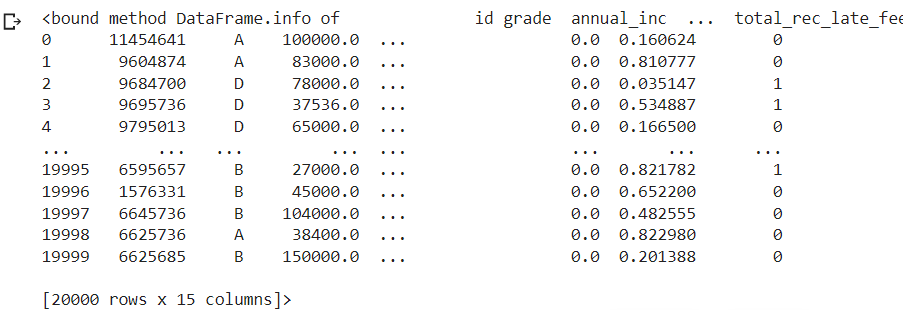 <bound method DataFrame.info of id grade annual_inc ... total_rec_late_fee
0 11454641 A 100000.0 ... 0.0 0.160624 0
1 9604874 A 83000.0 ... 0.0 0.810777 0
2 9684700 D 78000.0 ... 0.0 0.035147 1
3 9695736 D 37536.0 ... 0.0 0.534887 1
4 9795013 D 65000.0 ... 0.0 0.166500 0
... ... ... ... ... ... ... ...
19995 6595657 B 27000.0 ... 0.0 0.821782 1
19996 1576331 B 45000.0 ... 0.0 0.652200 0
19997 6645736 B 104000.0 ... 0.0 0.482555 0
19998 6625736 A 38400.0 ... 0.0 0.822980 0
19999 6625685 B 150000.0 ... 0.0 0.201388 0
[20000 rows x 15 columns]>